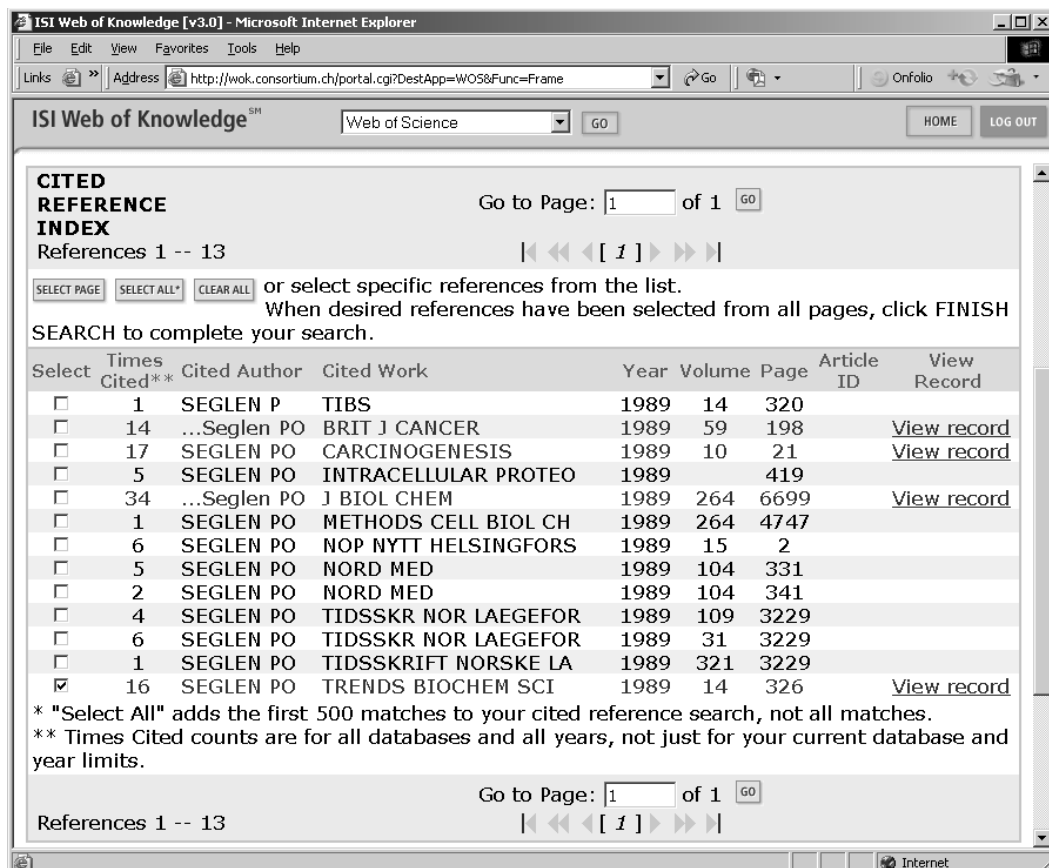 ISI Web of Knowledge [v3.0] - Microsoft Internet Explorer
File Edit View Favorites Tools Help
Links » Address http://wok.consortium.ch/portal.cgi?DestApp=WOS&Func=Frame Go Onfolio
ISI Web of Knowledge SM Web of Science GO HOME LOG OUT
CITED
REFERENCE
INDEX
Go to Page: 1 of 1 GO
References 1 -- 13 [ 1 ]
SELECT PAGE SELECT ALL* CLEAR ALL or select specific references from the list.
When desired references have been selected from all pages, click FINISH
SEARCH to complete your search.
Select Times Cited** Cited Author Cited Work Year Volume Page Article ID View Record
1 SEGLEN P TIBS 1989 14 320
14 ...Seglen PO BRIT J CANCER 1989 59 198 View record
17 SEGLEN PO CARCINOGENESIS 1989 10 21 View record
5 SEGLEN PO INTRACELLULAR PROTEO 1989 419
34 ...Seglen PO J BIOL CHEM 1989 264 6699 View record
1 SEGLEN PO METHODS CELL BIOL CH 1989 264 4747
6 SEGLEN PO NOP NYTT HELSINGFORS 1989 15 2
5 SEGLEN PO NORD MED 1989 104 331
2 SEGLEN PO NORD MED 1989 104 341
4 SEGLEN PO TIDSSKR NOR LAEGEFOR 1989 109 3229
6 SEGLEN PO TIDSSKR NOR LAEGEFOR 1989 31 3229
1 SEGLEN PO TIDSSKRIFT NORSKE LA 1989 321 3229
16 SEGLEN PO TRENDS BIOCHEM SCI 1989 14 326 View record
* "Select All" adds the first 500 matches to your cited reference search, not all matches.
** Times Cited counts are for all databases and all years, not just for your current database and
year limits.
Go to Page: 1 of 1 GO
References 1 -- 13 [ 1 ]
Internet